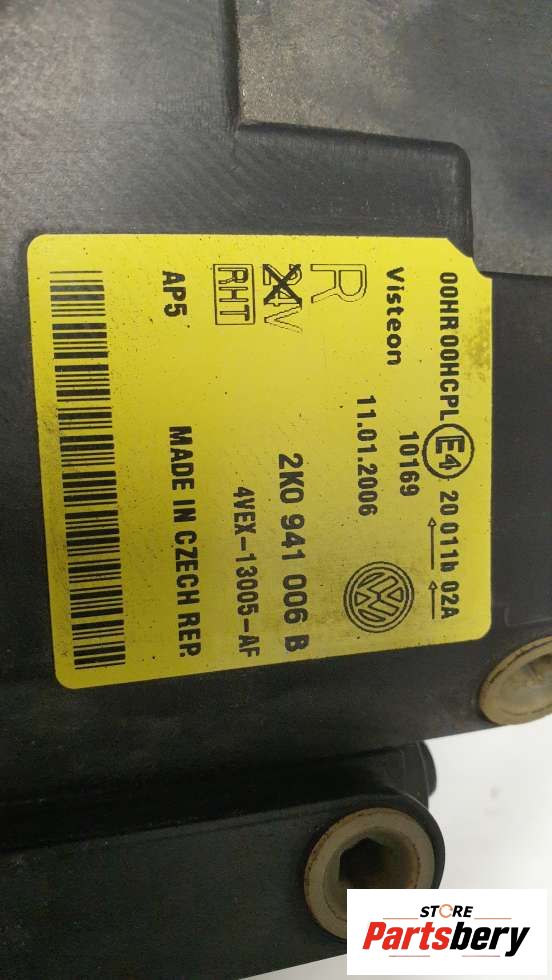 00HR 00HCPL E4 20 011b 02A
10169
Visteon 11.01.2006
R
24V
RHT
2K0 941 006 B
4VEX-13005-AF
AP5 MADE IN CZECH REP.
STORE
Partsbery